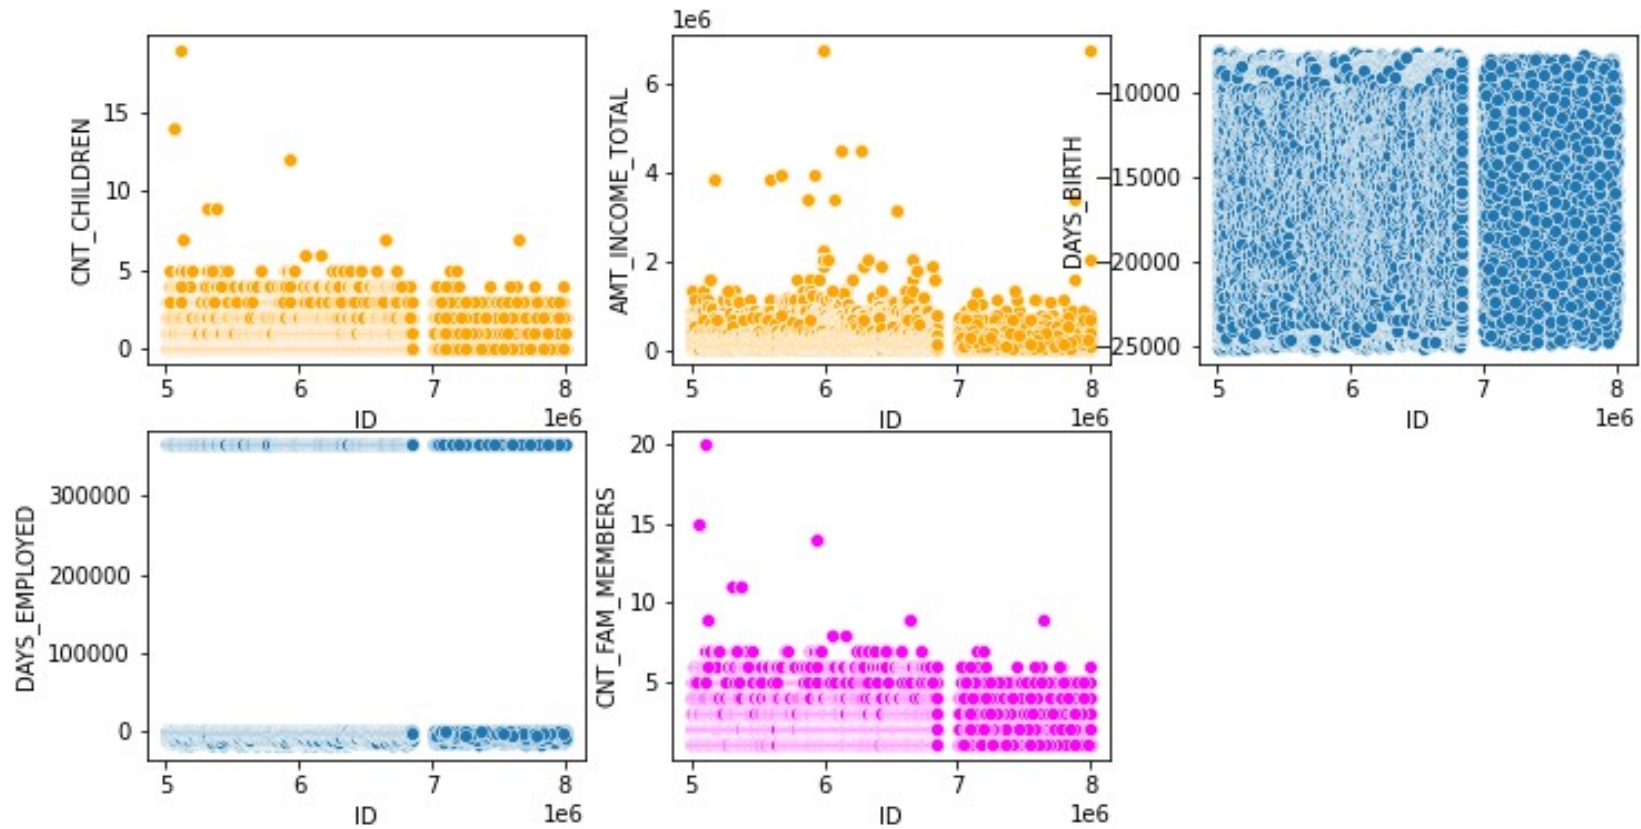 CNT_CHILDREN
15
10
5
0
5 6 7 8
ID
1e6
1e6
AMT_INCOME_TOTAL
6
4
2
0
5 6 7 8
ID
1e6
DAYS_BIRTH
−10000
−15000
−20000
−25000
5 6 7 8
ID
1e6
DAYS_EMPLOYED
300000
200000
100000
0
5 6 7 8
ID
1e6
CNT_FAM_MEMBERS
20
15
10
5
5 6 7 8
ID
1e6